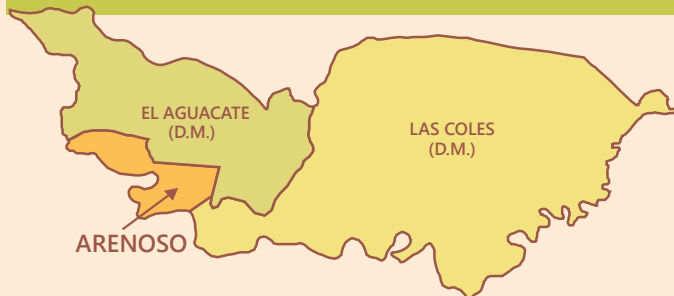 EL AGUACATE
(D.M.)
LAS COLES
(D.M.)
ARENOSO